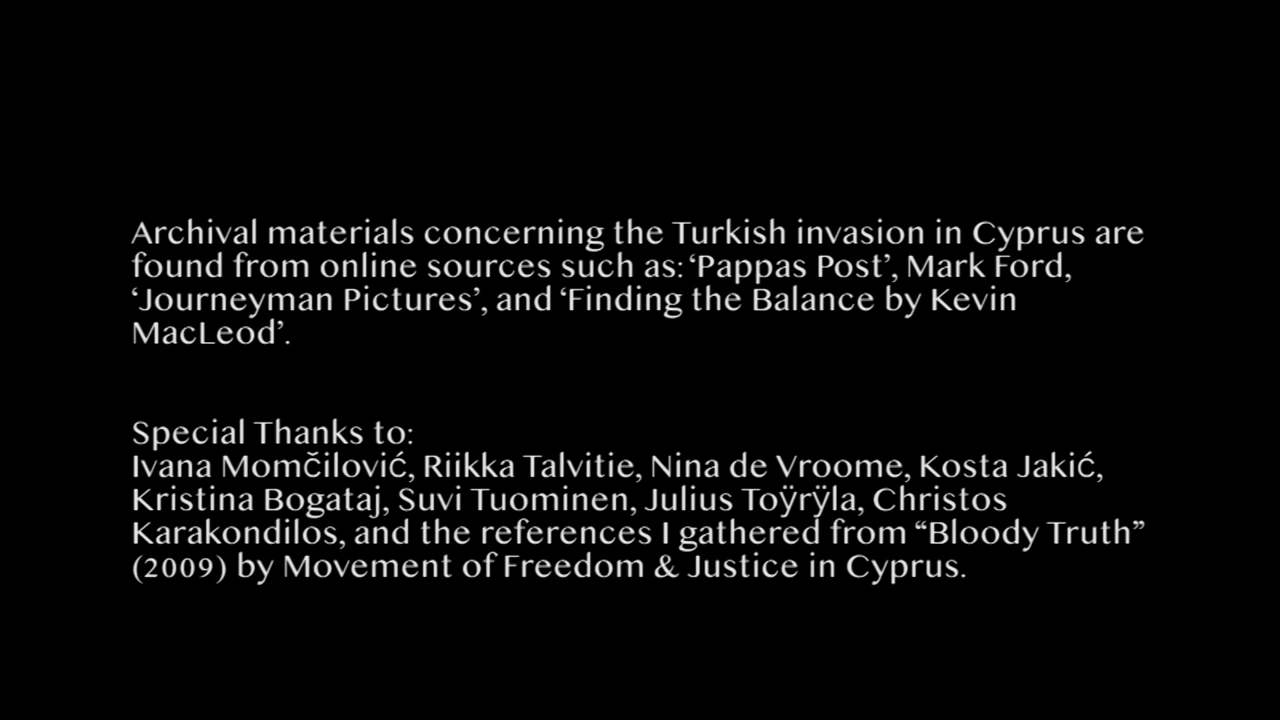 Archival materials concerning the Turkish invasion in Cyprus are
found from online sources such as: ‘Pappas Post’, Mark Ford,
‘Journeyman Pictures’, and ‘Finding the Balance by Kevin
MacLeod’.
Special Thanks to:
Ivana Momčilović, Riikka Talvitie, Nina de Vroome, Kosta Jakić,
Kristina Bogataj, Suvi Tuominen, Julius Toÿrÿla, Christos
Karakondilos, and the references I gathered from “Bloody Truth”
(2009) by Movement of Freedom & Justice in Cyprus.